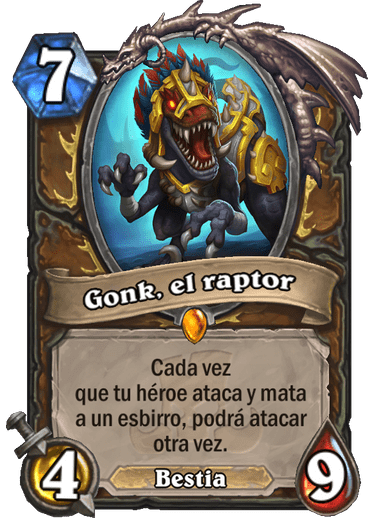 7
Gonk, el raptor
Cada vez
que tu héroe ataca y mata
a un esbirro, podrá atacar
otra vez.
4
Bestia
9